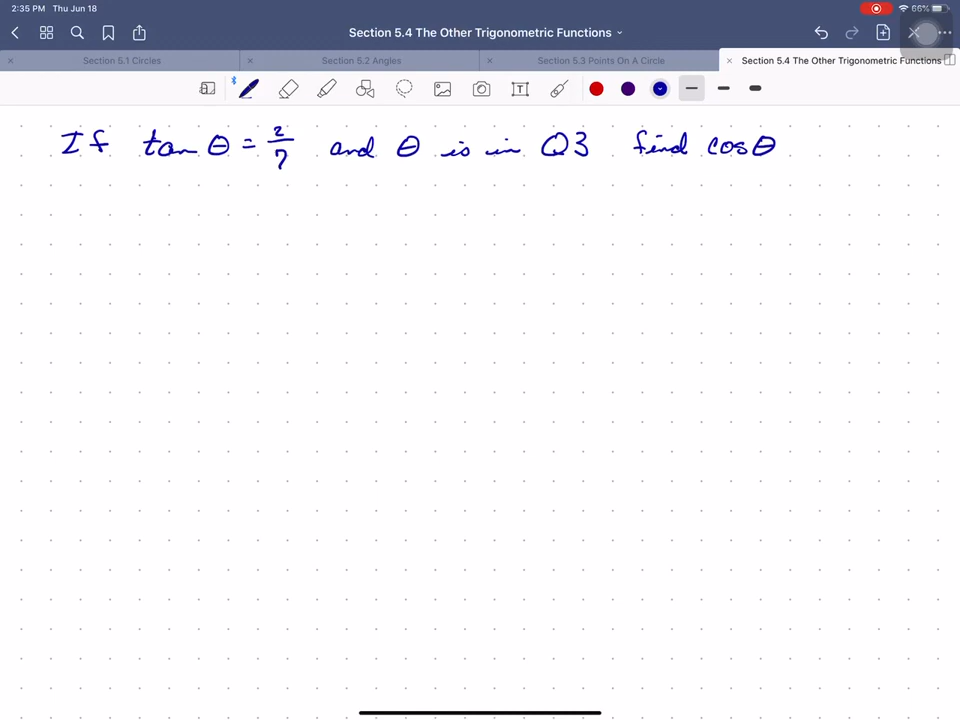 2:35 PM Thu Jun 18 66%
Section 5.4 The Other Trigonometric Functions
Section 5.1 Circles Section 5.2 Angles Section 5.3 Points On A Circle Section 5.4 The Other Trigonometric Functions
If tan θ = 2/7 and θ is in Q3 find cos θ